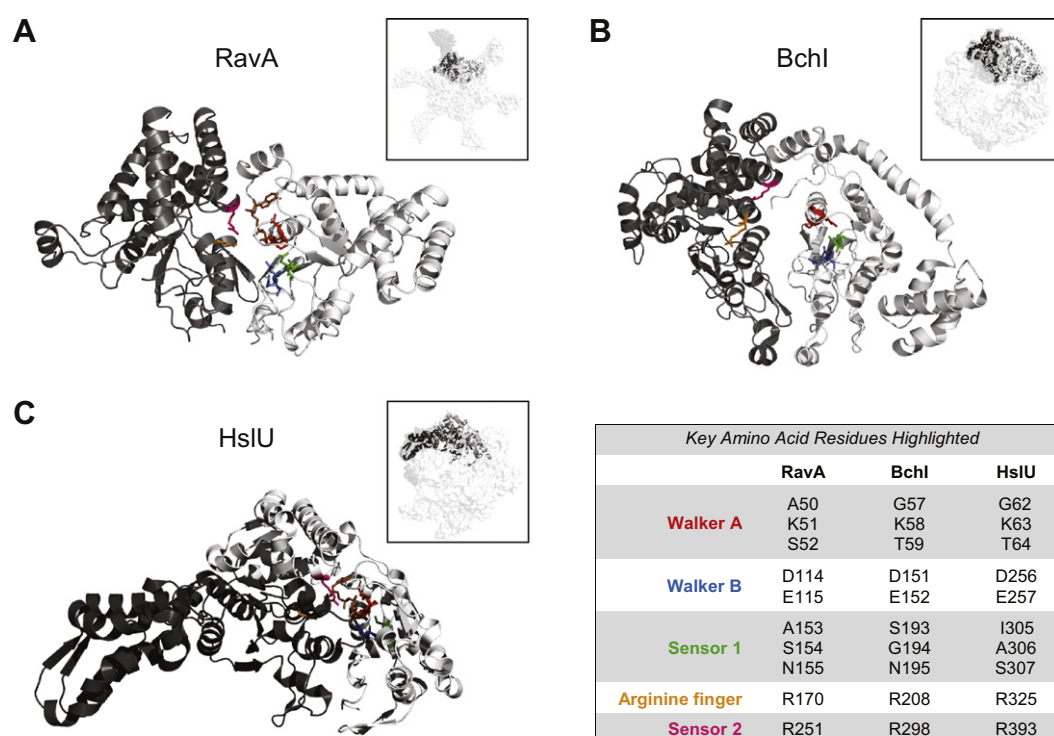 A
RavA
B
BchI
C
HslU
Key Amino Acid Residues Highlighted
RavA BchI HslU
Walker A
A50 G57 G62
K51 K58 K63
S52 T59 T64
Walker B
D114 D151 D256
E115 E152 E257
Sensor 1
A153 S193 I305
S154 G194 A306
N155 N195 S307
Arginine finger R170 R208 R325
Sensor 2 R251 R298 R393